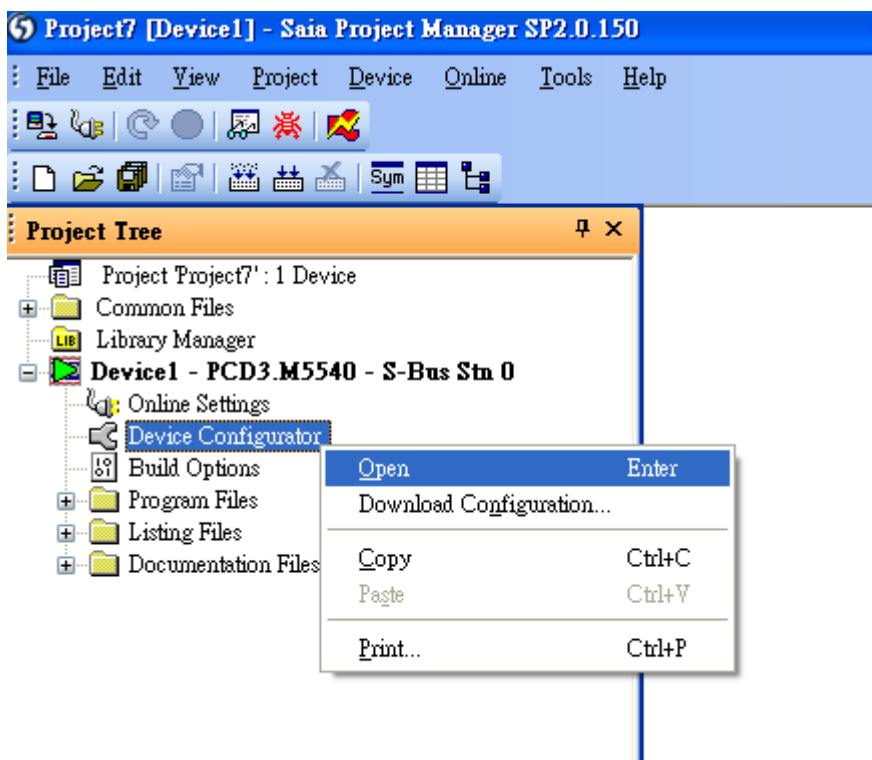 Project7 [Device1] - Saia Project Manager SP2.0.150
File Edit View Project Device Online Tools Help
Sym
Project Tree
Project 'Project7' : 1 Device
Common Files
LIB Library Manager
Device1 - PCD3.M5540 - S-Bus Stn 0
Online Settings
Device Configurator
Build Options
Program Files
Listing Files
Documentation Files
Open Enter
Download Configuration...
Copy Ctrl+C
Paste Ctrl+V
Print... Ctrl+P